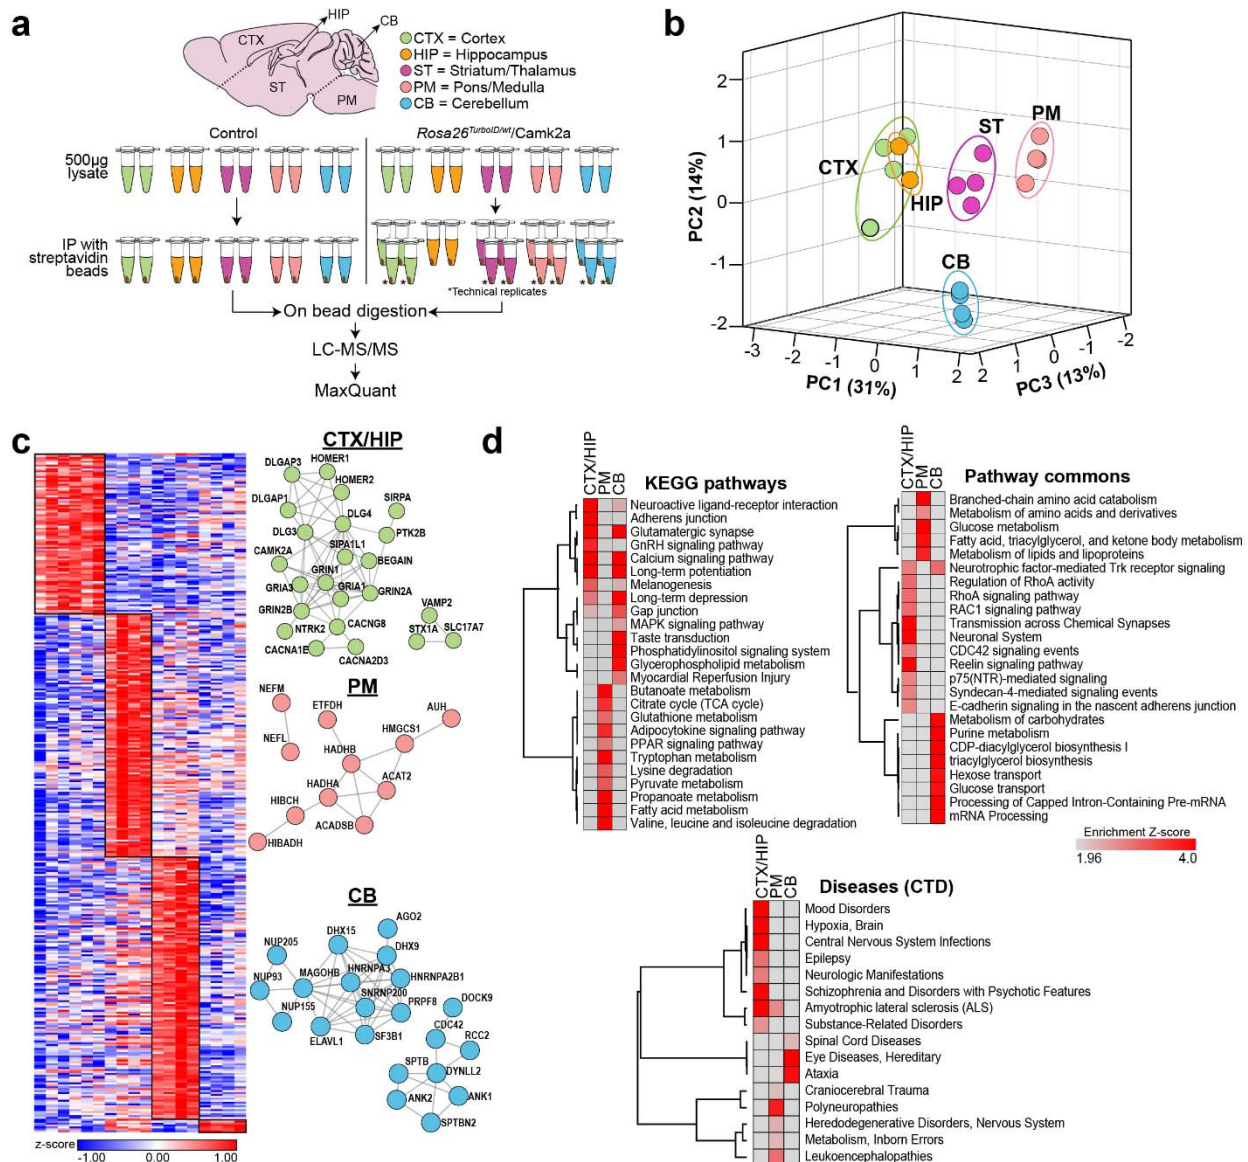 a
HIP
CB
CTX
ST
PM
CTX = Cortex
HIP = Hippocampus
ST = Striatum/Thalamus
PM = Pons/Medulla
CB = Cerebellum
Control
Rosa26^TurboID/wt/Camk2a
500µg
lysate
IP with
streptavidin
beads
* * * * * * * *
*Technical replicates
On bead digestion
LC-MS/MS
MaxQuant
b
PC2 (14%)
2
1
0
-1
-2
CTX
HIP
ST
PM
CB
-3 -2 -1 0 1 2
PC1 (31%)
2 1 0 -1 -2
PC3 (13%)
c
z-score
-1.00 0.00 1.00
CTX/HIP
DLGAP3
HOMER1
HOMER2
DLGAP1
SIRPA
DLG3
DLG4
PTK2B
SIPA1L1
CAMK2A
BEGAIN
GRIN1
GRIA3
GRIA1
GRIN2A
GRIN2B
VAMP2
NTRK2
CACNG8
STX1A
SLC17A7
CACNA1E
CACNA2D3
PM
NEFM
ETFDH
AUH
NEFL
HMGCS1
HADHB
HADHA
ACAT2
HIBCH
ACADSB
HIBADH
CB
AGO2
DHX15
NUP205
DHX9
HNRNPA3
MAGOHB
HNRNPA2B1
NUP93
SNRNP200
DOCK9
NUP155
PRPF8
CDC42
ELAVL1
SF3B1
RCC2
SPTB
DYNLL2
ANK2
ANK1
SPTBN2
d
CTX/HIP
PM
CB
KEGG pathways
Neuroactive ligand-receptor interaction
Adherens junction
Glutamatergic synapse
GnRH signaling pathway
Calcium signaling pathway
Long-term potentiation
Melanogenesis
Long-term depression
Gap junction
MAPK signaling pathway
Taste transduction
Phosphatidylinositol signaling system
Glycerophospholipid metabolism
Myocardial Reperfusion Injury
Butanoate metabolism
Citrate cycle (TCA cycle)
Glutathione metabolism
Adipocytokine signaling pathway
PPAR signaling pathway
Tryptophan metabolism
Lysine degradation
Pyruvate metabolism
Propanoate metabolism
Fatty acid metabolism
Valine, leucine and isoleucine degradation
CTX/HIP
PM
CB
Pathway commons
Branched-chain amino acid catabolism
Metabolism of amino acids and derivatives
Glucose metabolism
Fatty acid, triacylglycerol, and ketone body metabolism
Metabolism of lipids and lipoproteins
Neurotrophic factor-mediated Trk receptor signaling
Regulation of RhoA activity
RhoA signaling pathway
RAC1 signaling pathway
Transmission across Chemical Synapses
Neuronal System
CDC42 signaling events
Reelin signaling pathway
p75(NTR)-mediated signaling
Syndecan-4-mediated signaling events
E-cadherin signaling in the nascent adherens junction
Metabolism of carbohydrates
Purine metabolism
CDP-diacylglycerol biosynthesis I
triacylglycerol biosynthesis
Hexose transport
Glucose transport
Processing of Capped Intron-Containing Pre-mRNA
mRNA Processing
Enrichment Z-score
1.96 4.0
CTX/HIP
PM
CB
Diseases (CTD)
Mood Disorders
Hypoxia, Brain
Central Nervous System Infections
Epilepsy
Neurologic Manifestations
Schizophrenia and Disorders with Psychotic Features
Amyotrophic lateral sclerosis (ALS)
Substance-Related Disorders
Spinal Cord Diseases
Eye Diseases, Hereditary
Ataxia
Craniocerebral Trauma
Polyneuropathies
Heredodegenerative Disorders, Nervous System
Metabolism, Inborn Errors
Leukoencephalopathies